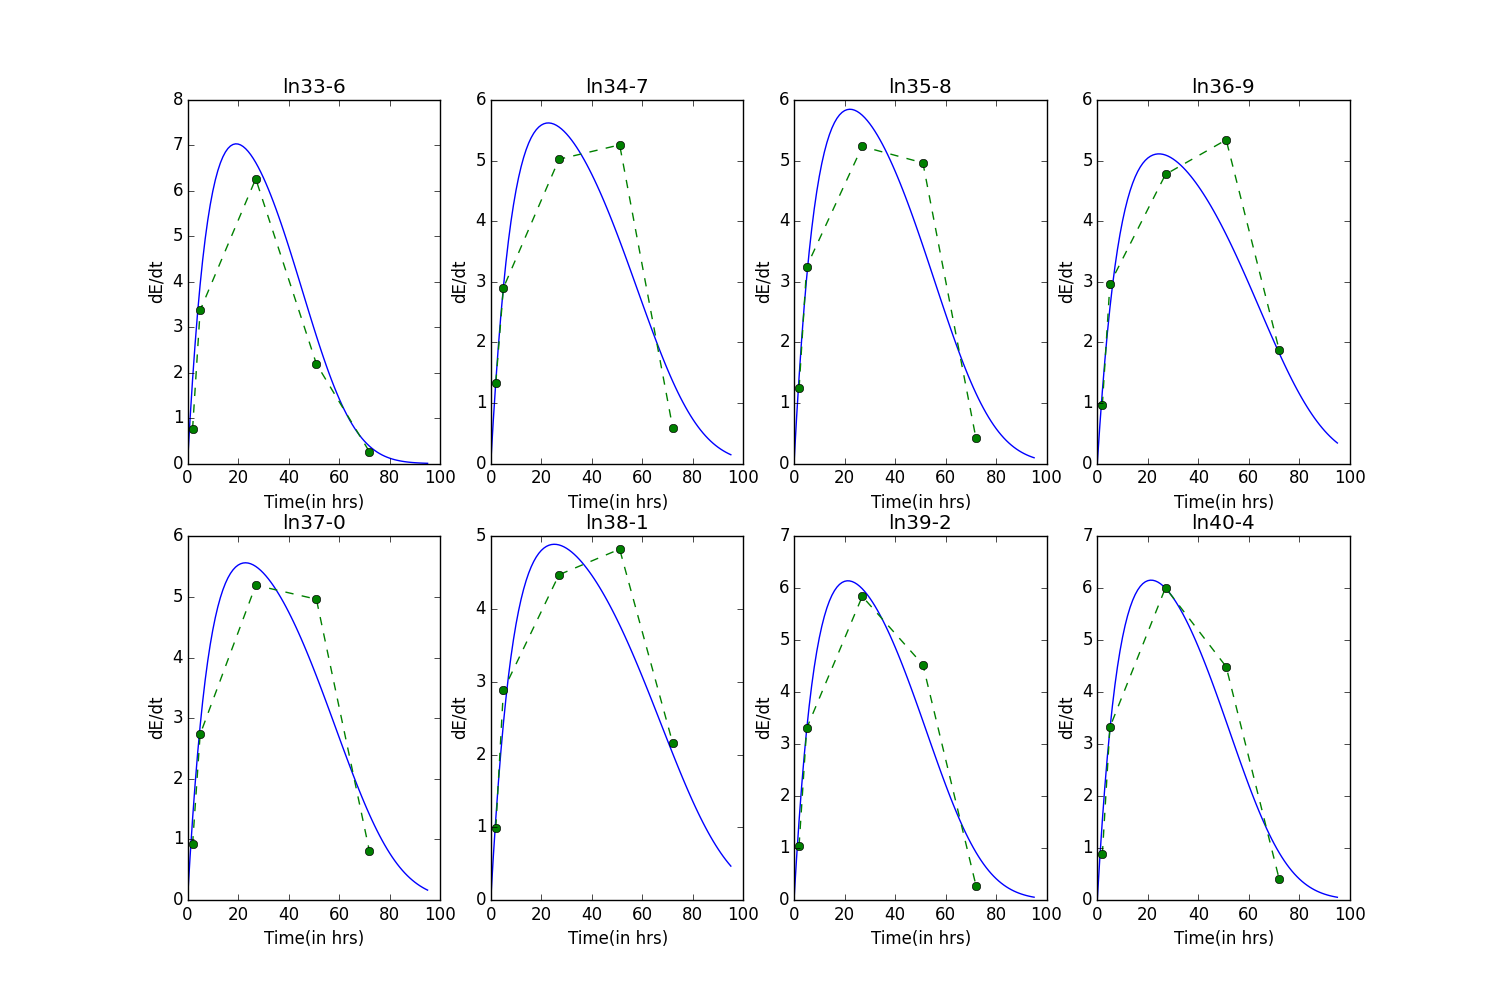 ln33-6 ln34-7 ln35-8 ln36-9
8 6 6 6
7 5 5 5
6 4 4 4
5 3 3 3
4 2 2 2
3 1 1 1
2 0 0 0
1
0
dE/dt dE/dt dE/dt dE/dt
0 20 40 60 80 100 0 20 40 60 80 100 0 20 40 60 80 100 0 20 40 60 80 100
Time(in hrs) Time(in hrs) Time(in hrs) Time(in hrs)
ln37-0 ln38-1 ln39-2 ln40-4
6 5 7 7
5 4 6 6
4 3 5 5
3 2 4 4
2 1 3 3
1 0 2 2
0 1 1
0 0
dE/dt dE/dt dE/dt dE/dt
0 20 40 60 80 100 0 20 40 60 80 100 0 20 40 60 80 100 0 20 40 60 80 100
Time(in hrs) Time(in hrs) Time(in hrs) Time(in hrs)